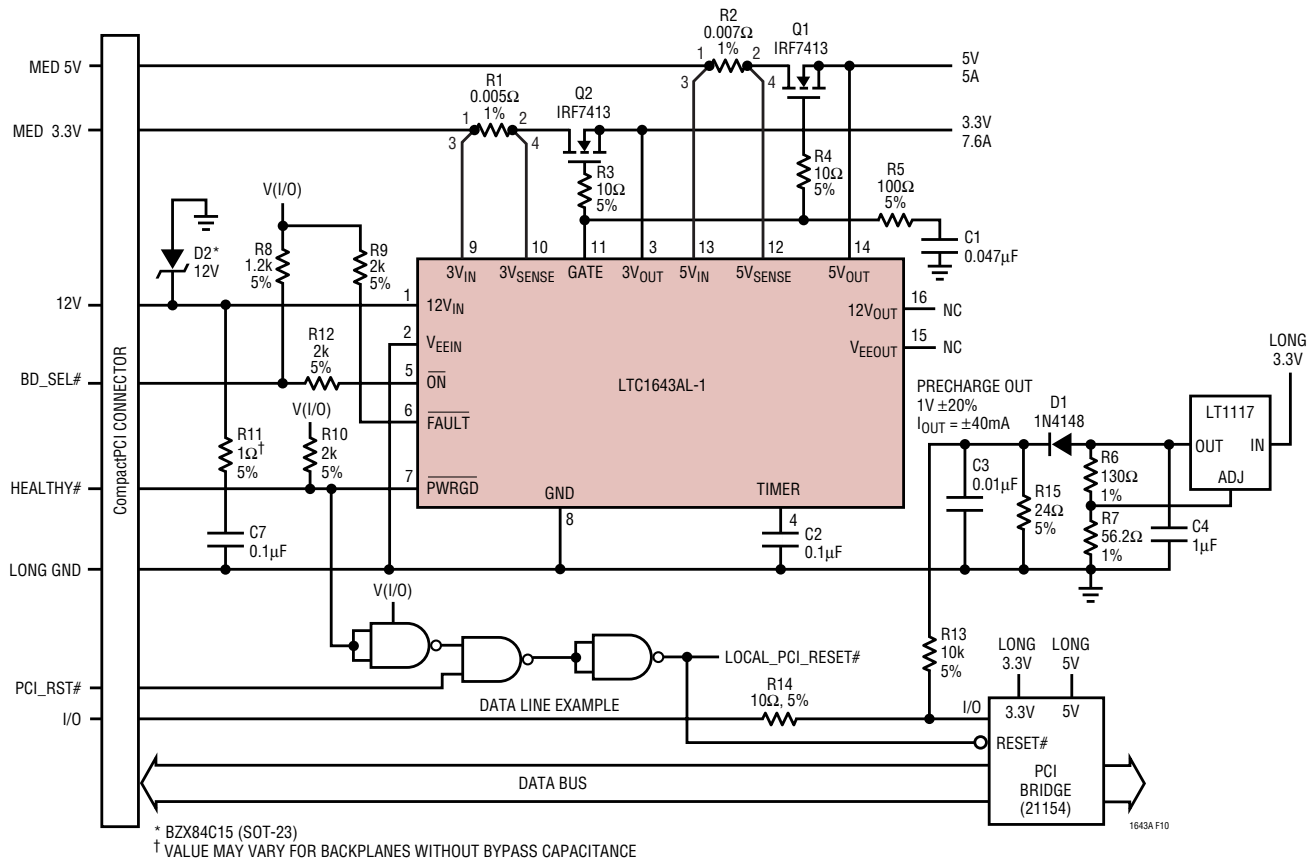 R2
0.007Ω
1%
Q1
IRF7413
1
2
3
4
MED 5V
5V
5A
R1
0.005Ω
1%
Q2
IRF7413
1
2
3
4
MED 3.3V
3.3V
7.6A
R3
10Ω
5%
R4
10Ω
5%
R5
100Ω
5%
C1
0.047µF
V(I/O)
D2*
12V
R8
1.2k
5%
R9
2k
5%
9
10
11
3
13
12
14
3VIN
3VSENSE
GATE
3VOUT
5VIN
5VSENSE
5VOUT
12V
1
12VIN
2
VEEIN
12VOUT
16
NC
VEEOUT
15
NC
LTC1643AL-1
CompactPCI CONNECTOR
R12
2k
5%
BD_SEL#
5
ON
6
FAULT
V(I/O)
R10
2k
5%
R11
1Ω†
5%
HEALTHY#
7
PWRGD
GND
8
TIMER
4
C2
0.1µF
C7
0.1µF
LONG GND
LONG
3.3V
PRECHARGE OUT
1V ±20%
IOUT = ±40mA
D1
1N4148
LT1117
OUT
IN
ADJ
C3
0.01µF
R15
24Ω
5%
R6
130Ω
1%
R7
56.2Ω
1%
C4
1µF
V(I/O)
LOCAL_PCI_RESET#
PCI_RST#
I/O
DATA LINE EXAMPLE
R14
10Ω, 5%
R13
10k
5%
LONG
3.3V
LONG
5V
I/O
3.3V
5V
RESET#
PCI
BRIDGE
(21154)
DATA BUS
1643A F10
* BZX84C15 (SOT-23)
† VALUE MAY VARY FOR BACKPLANES WITHOUT BYPASS CAPACITANCE